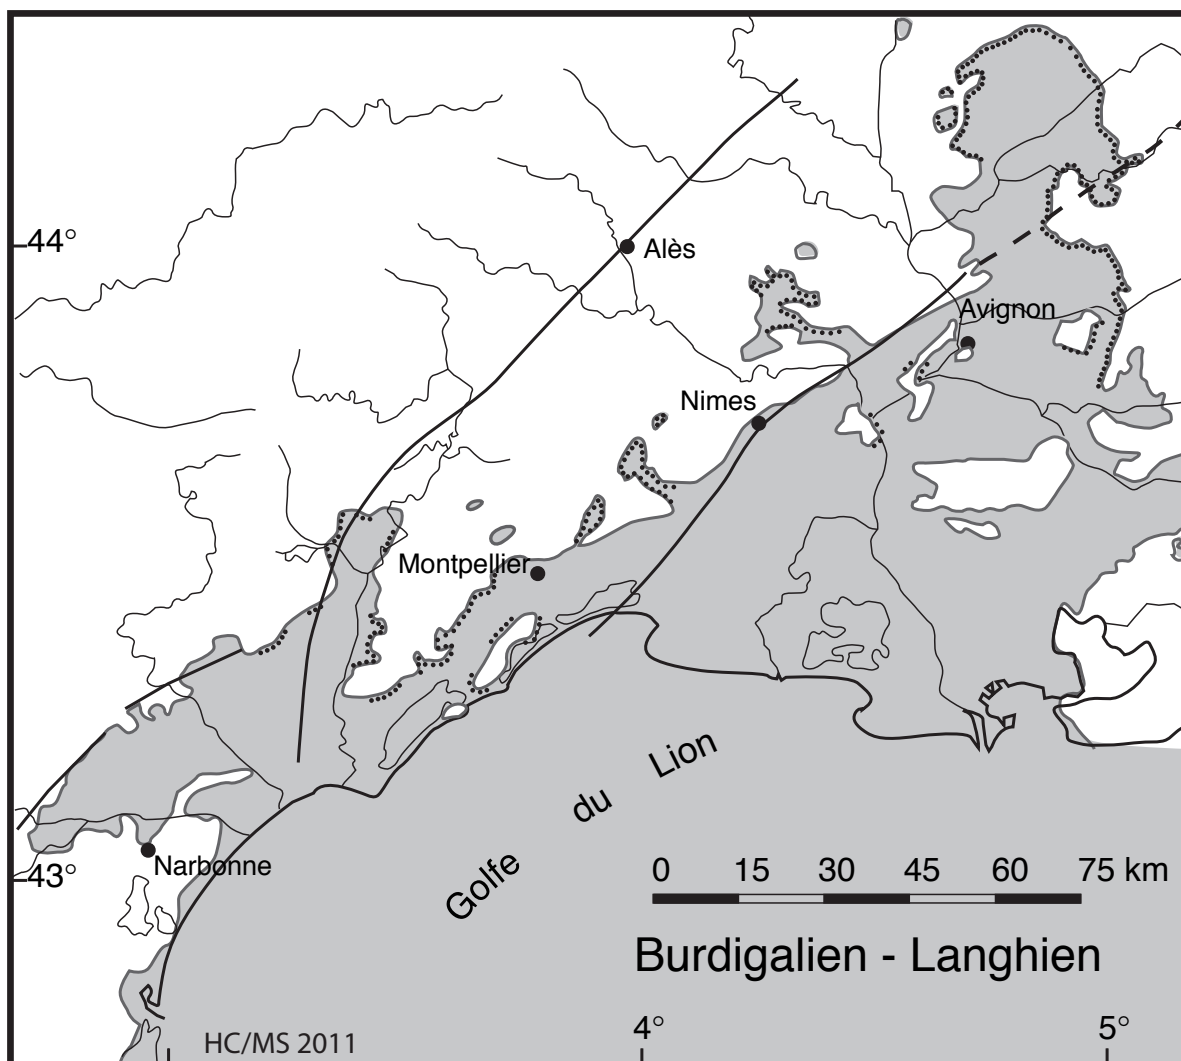 44°
Alès
Avignon
Nimes
Montpellier
Golfe du Lion
Narbonne
43°
0 15 30 45 60 75 km
Burdigalien - Langhien
4° 5°
HC/MS 2011